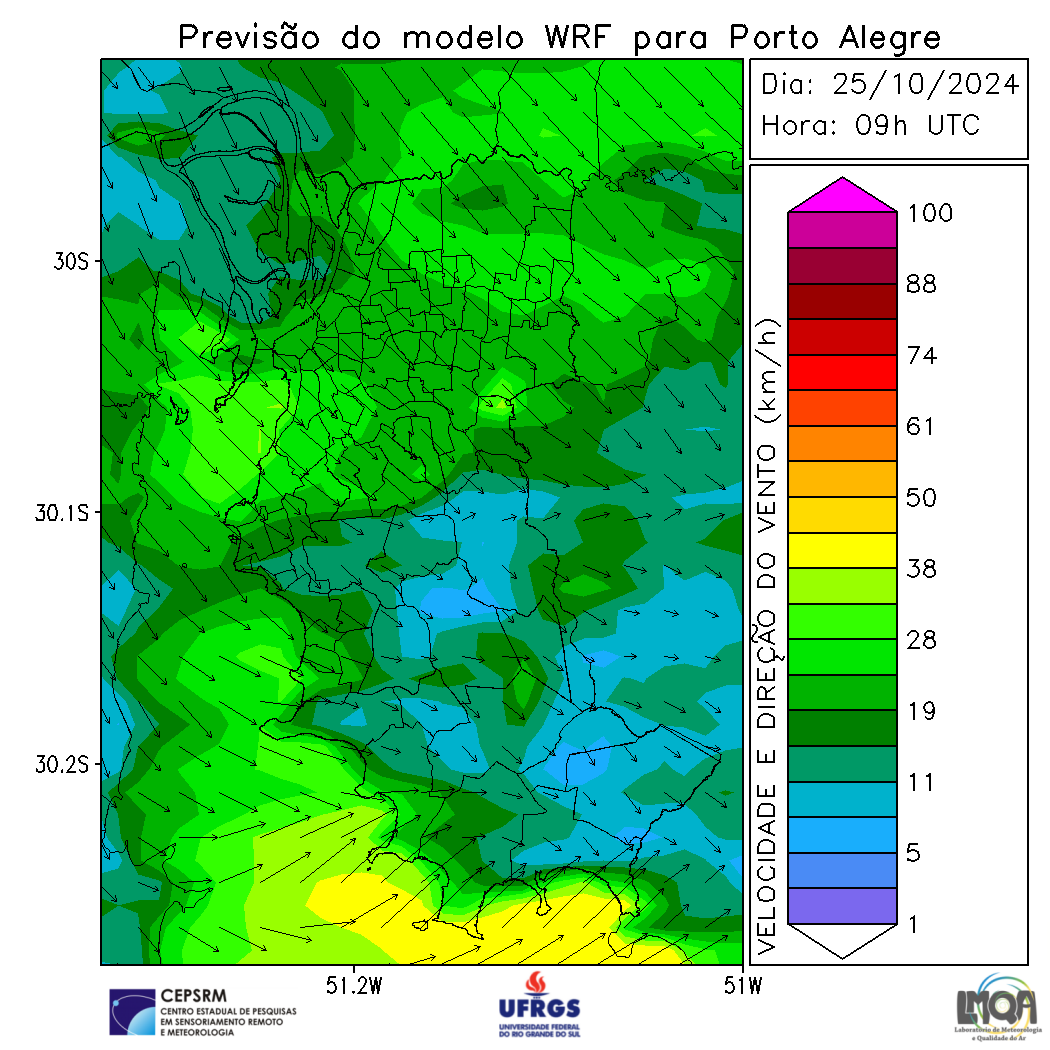 Previsão do modelo WRF para Porto Alegre
Dia: 25/10/2024
Hora: 09h UTC
30S
30.1S
30.2S
51.2W
51W
VELOCIDADE E DIREÇÃO DO VENTO (km/h)
100
88
74
61
50
38
28
19
11
5
1
CEPSRM
CENTRO ESTADUAL DE PESQUISAS
EM SENSORIAMENTO REMOTO
E METEOROLOGIA
UFRGS
UNIVERSIDADE FEDERAL
DO RIO GRANDE DO SUL
LMQA
Laboratório de Meteorologia
e Qualidade do Ar